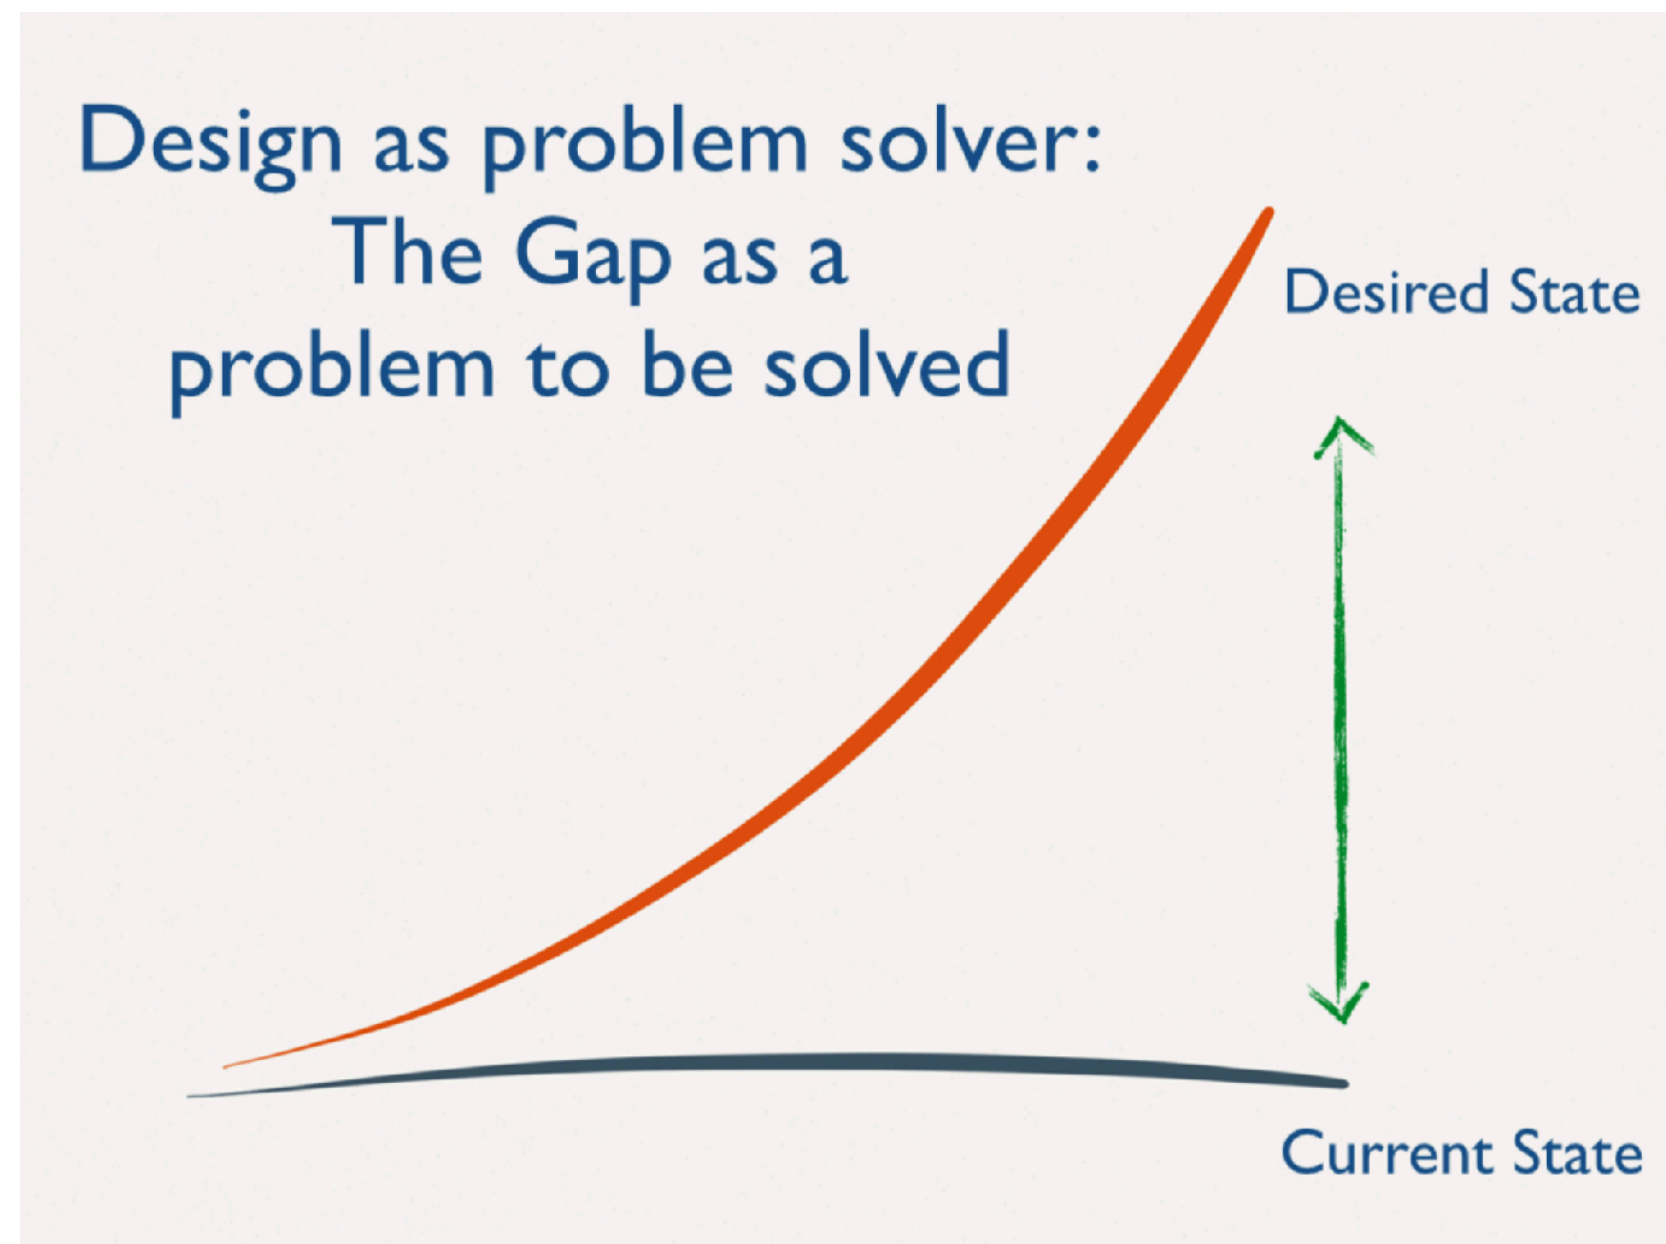 Design as problem solver:
The Gap as a
problem to be solved
Desired State
Current State